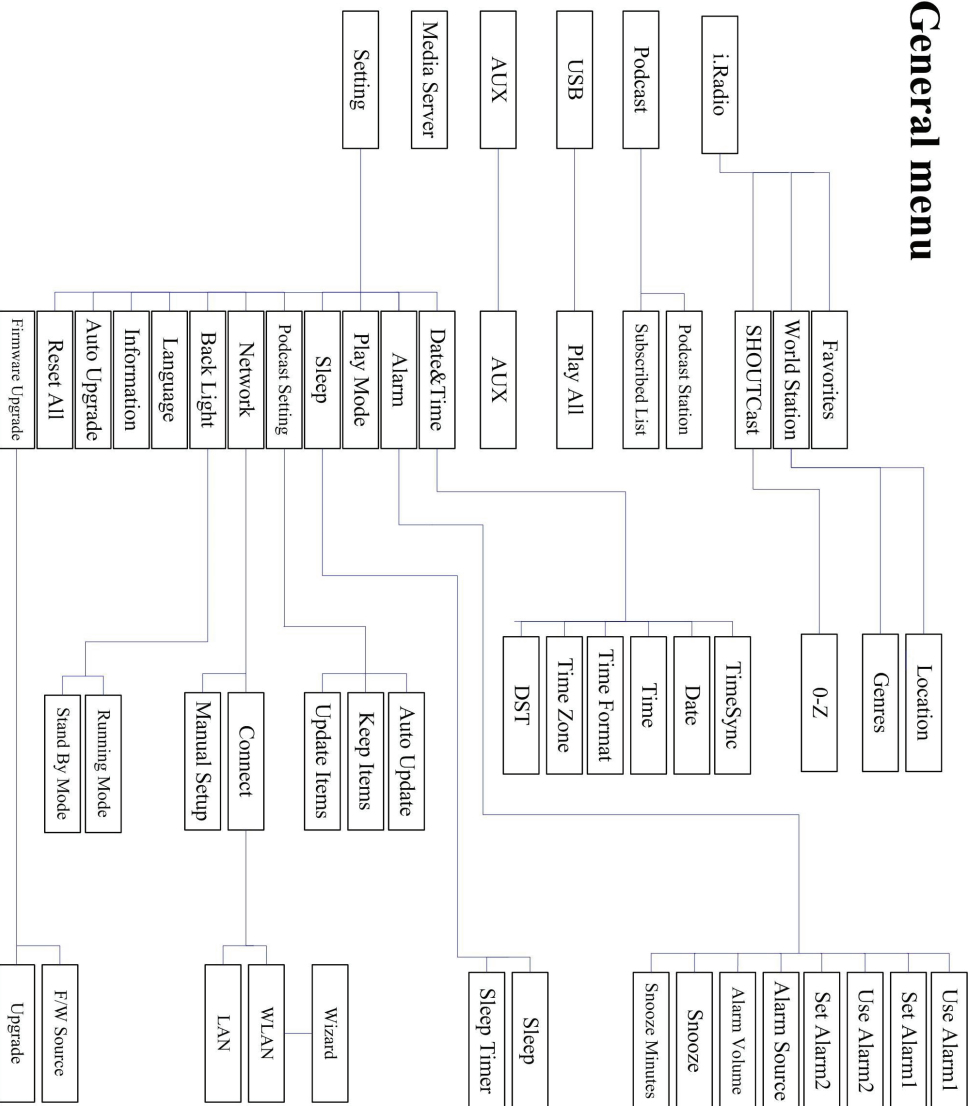 General menu
i.Radio
Podcast
USB
AUX
Media Server
Setting
Favorites
World Station
SHOUTCast
Podcast Station
Subscribed List
Play All
AUX
Date&Time
Alarm
Play Mode
Sleep
Podcast Setting
Network
Back Light
Language
Information
Auto Upgrade
Reset All
Firmware Upgrade
Location
Genres
0-Z
TimeSync
Date
Time
Time Format
Time Zone
DST
Auto Update
Keep Items
Update Items
Connect
Manual Setup
Running Mode
Stand By Mode
Use Alarm1
Set Alarm1
Use Alarm2
Set Alarm2
Alarm Source
Alarm Volume
Snooze
Snooze Minutes
Sleep
Sleep Timer
Wizard
WLAN
LAN
F/W Source
Upgrade